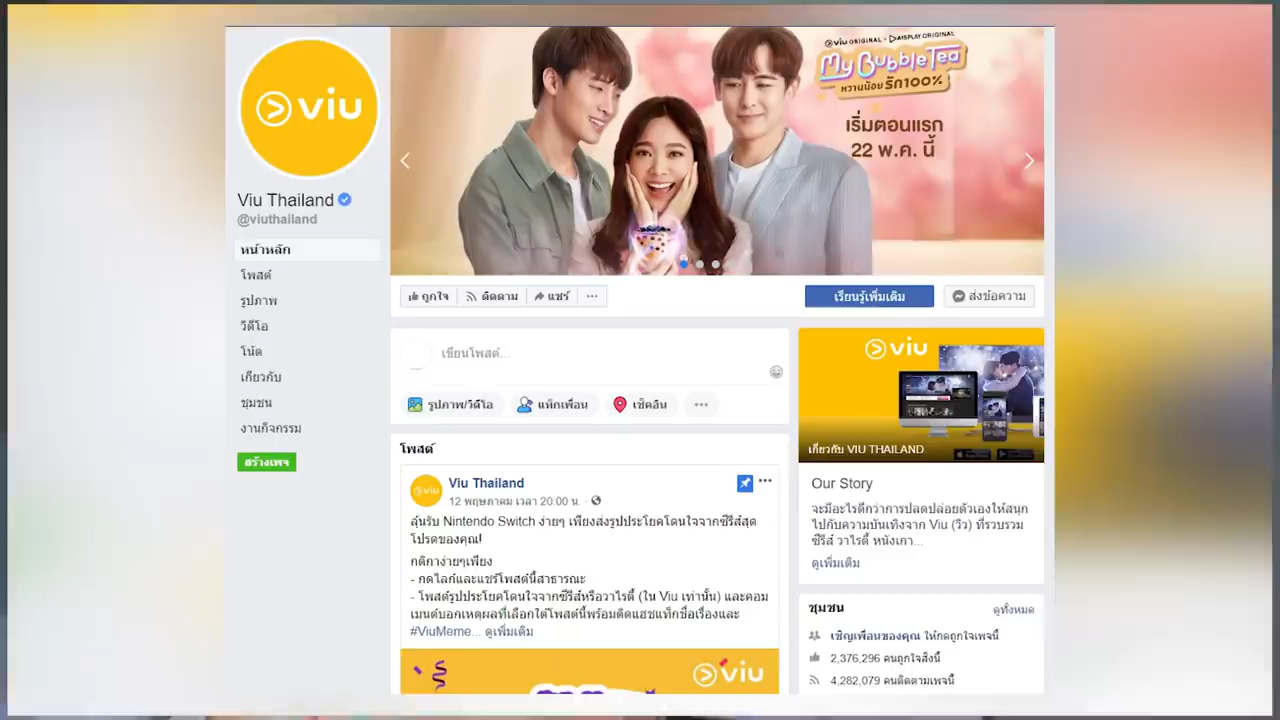 viu
Viu Thailand
@viuthailand
หน้าหลัก
โพสต์
รูปภาพ
วิดีโอ
โน้ต
เกี่ยวกับ
ชุมชน
งานกิจกรรม
สร้างเพจ
viu ORIGINAL × AISPLAY ORIGINAL
My Bubble Tea
หวานน้อย รัก100%
เริ่มตอนแรก
22 พ.ค. นี้
ถูกใจ ติดตาม แชร์ ...
เรียนรู้เพิ่มเติม ส่งข้อความ
เขียนโพสต์...
รูปภาพ/วิดีโอ แท็กเพื่อน เช็คอิน ...
โพสต์
viu
Viu Thailand
12 พฤษภาคม เวลา 20.00 น. ·
ลุ้นรับ Nintendo Switch ง่ายๆ เพียงส่งรูปประโยคโดนใจจากซีรีส์สุด
โปรดของคุณ!
กติกาง่ายๆเพียง
- กดไลก์และแชร์โพสต์นี้สาธารณะ
- โพสต์รูปประโยคโดนใจจากซีรีส์หรือวาไรตี้ (ใน Viu เท่านั้น) และคอม
เมนต์บอกเหตุผลที่เลือกใต้โพสต์นี้พร้อมติดแฮชแท็กชื่อเรื่องและ
#ViuMeme... ดูเพิ่มเติม
viu
viu
เกี่ยวกับ VIU THAILAND
Our Story
จะมีอะไรดีกว่าการปลดปล่อยตัวเองให้สนุก
ไปกับความบันเทิงจาก Viu (วิว) ที่รวบรวม
ซีรีส์ วาไรตี้ หนังเกา...
ดูเพิ่มเติม
ชุมชน ดูทั้งหมด
เชิญเพื่อนของคุณ ให้กดถูกใจเพจนี้
2,376,296 คนถูกใจสิ่งนี้
4,282,079 คนติดตามเพจนี้